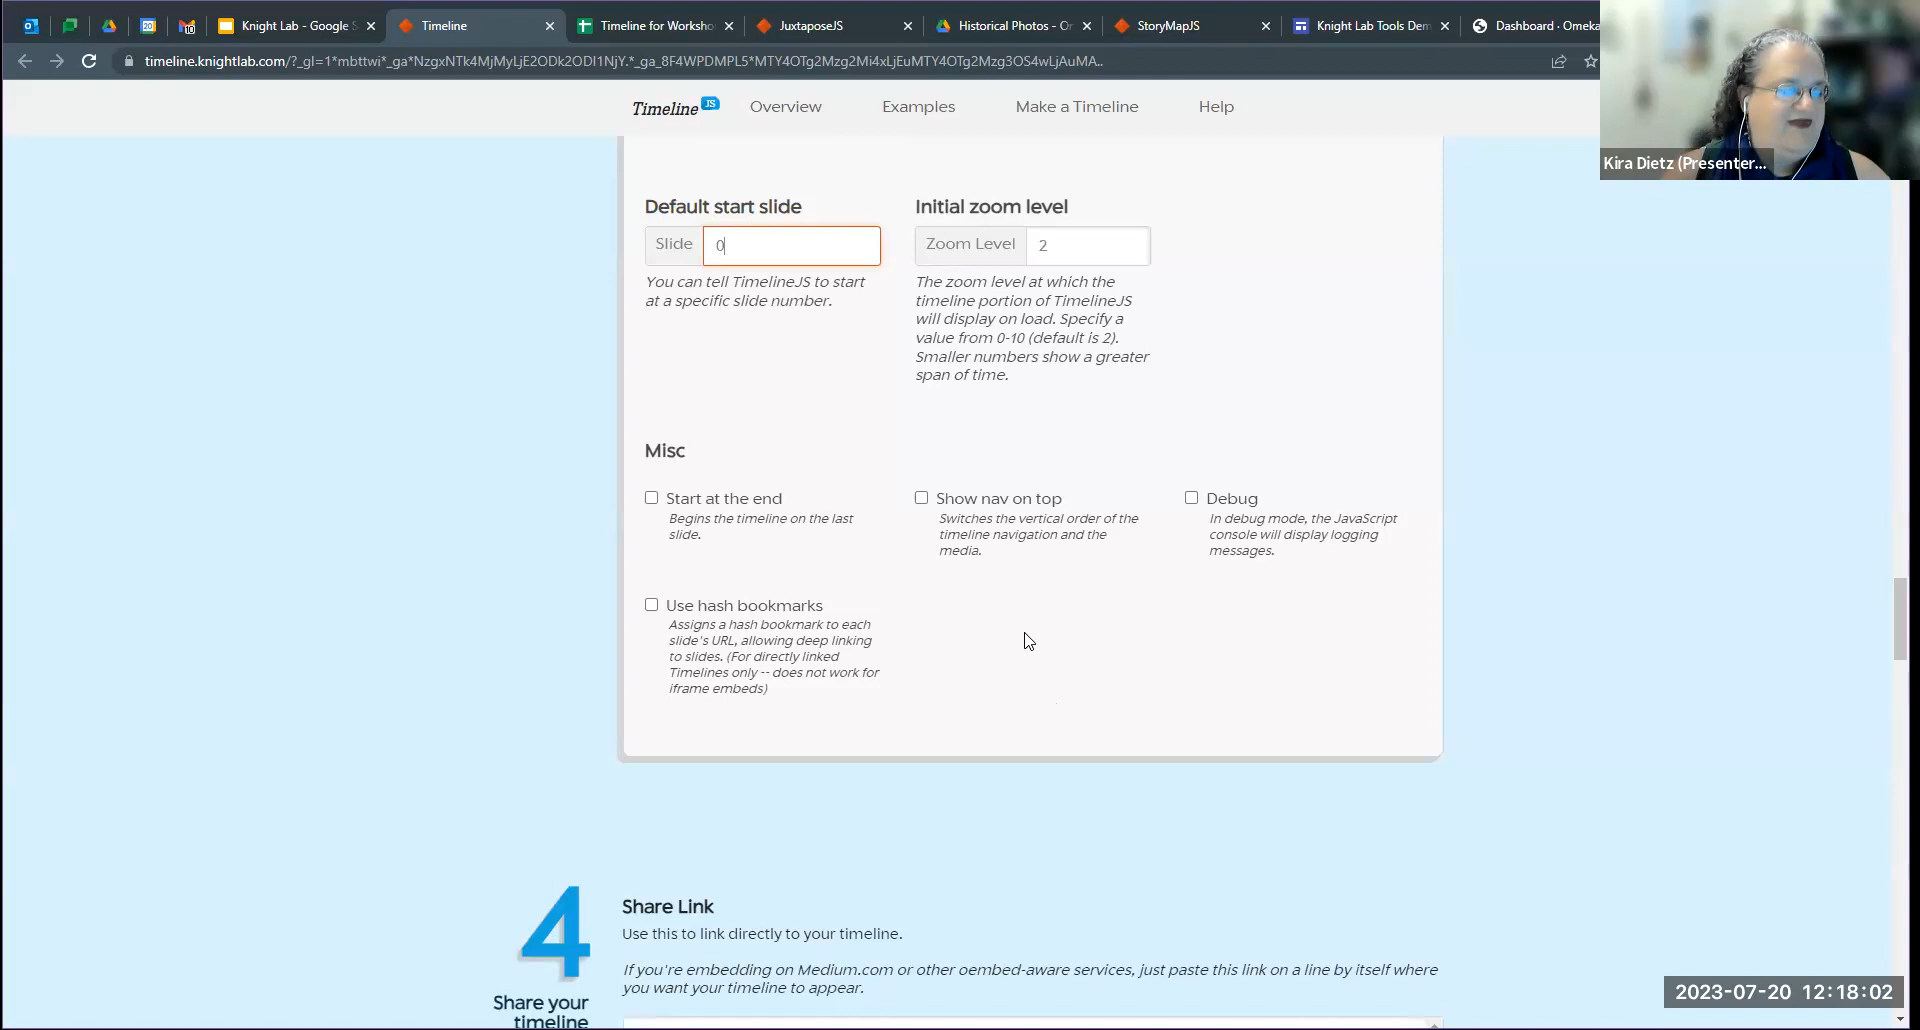 10
20
Knight Lab - Google S
Timeline
Timeline for Worksho
JuxtaposeJS
Historical Photos - Or
StoryMapJS
Knight Lab Tools Dem
Dashboard · Omeka
timeline.knightlab.com/?_gl=1*mbttwi*_ga*NzgxNTk4MjMyLjE2ODk2ODI1NjY.*_ga_8F4WPDMPL5*MTY4OTg2Mzg2Mi4xLjEuMTY4OTg2Mzg3OS4wLjAuMA..
Timeline JS
Overview
Examples
Make a Timeline
Help
Kira Dietz (Presenter...
Default start slide
Slide 0
You can tell TimelineJS to start
at a specific slide number.
Initial zoom level
Zoom Level 2
The zoom level at which the
timeline portion of TimelineJS
will display on load. Specify a
value from 0-10 (default is 2).
Smaller numbers show a greater
span of time.
Misc
Start at the end
Begins the timeline on the last
slide.
Show nav on top
Switches the vertical order of the
timeline navigation and the
media.
Debug
In debug mode, the JavaScript
console will display logging
messages.
Use hash bookmarks
Assigns a hash bookmark to each
slide's URL, allowing deep linking
to slides. (For directly linked
Timelines only -- does not work for
iframe embeds)
4
Share your
timeline
Share Link
Use this to link directly to your timeline.
If you're embedding on Medium.com or other oembed-aware services, just paste this link on a line by itself where
you want your timeline to appear.
2023-07-20 12:18:02